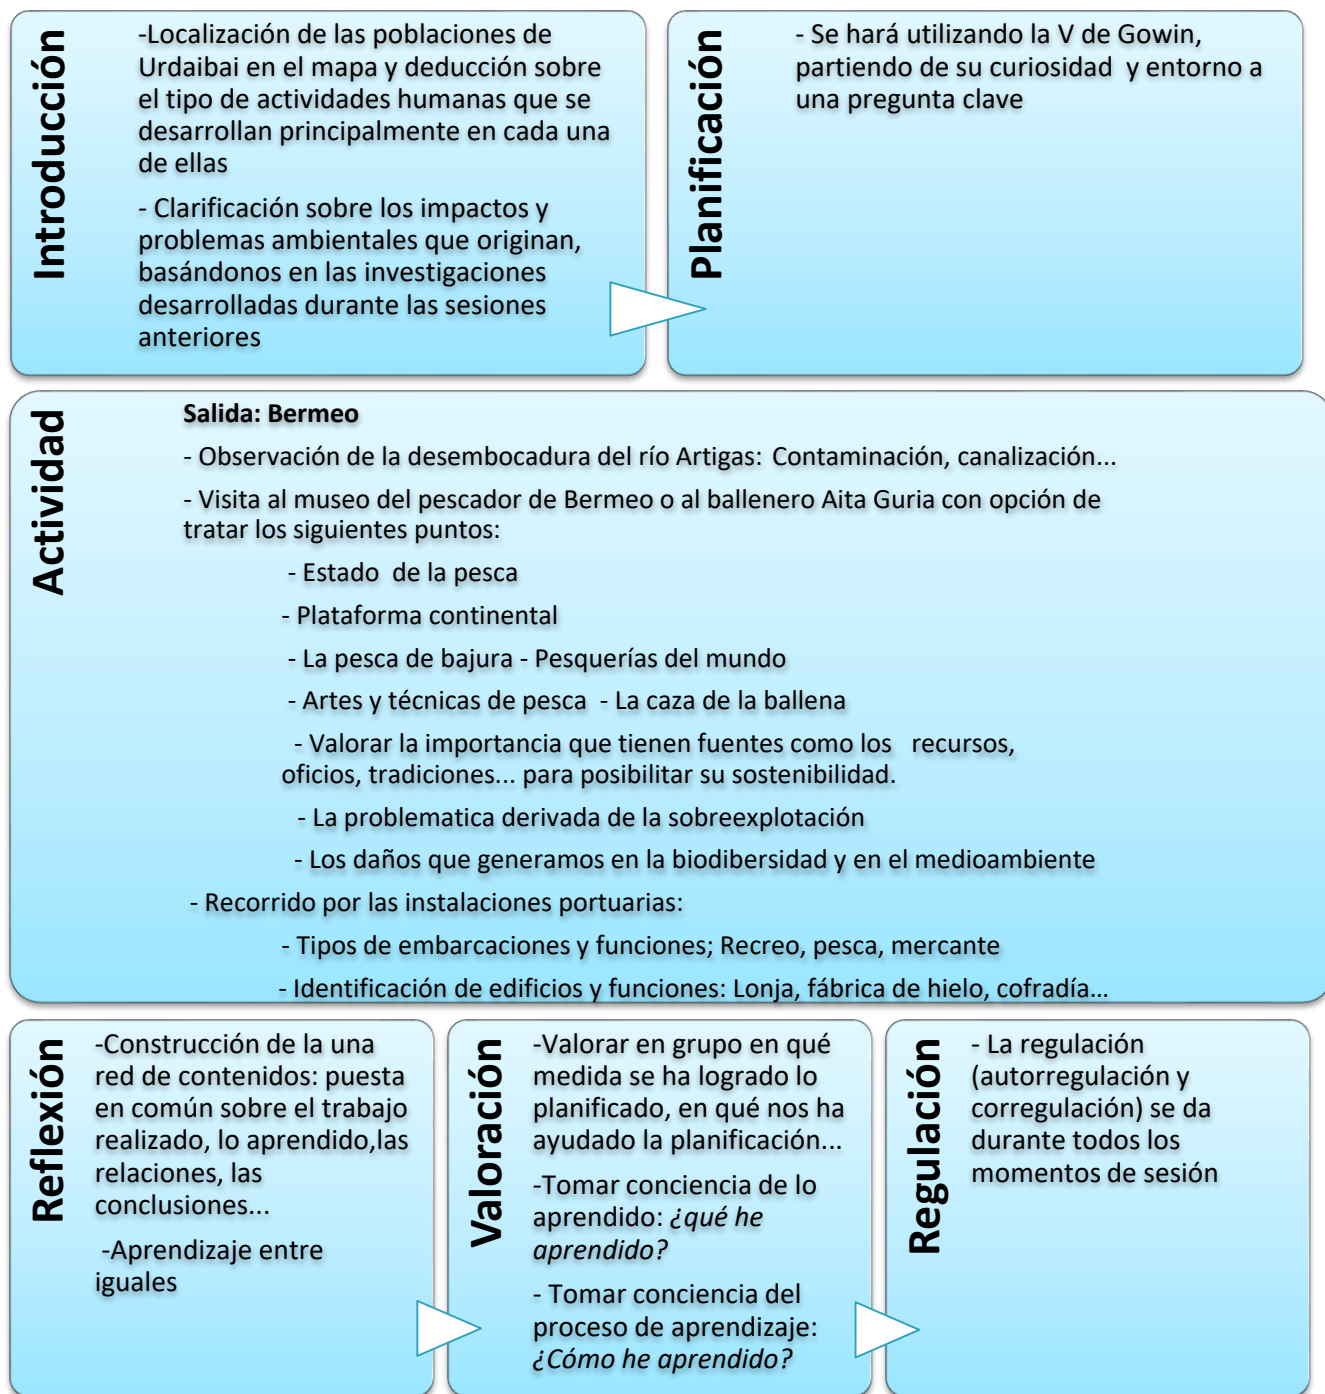 Introducción
-Localización de las poblaciones de
Urdaibai en el mapa y deducción sobre
el tipo de actividades humanas que se
desarrollan principalmente en cada una
de ellas
- Clarificación sobre los impactos y
problemas ambientales que originan,
basándonos en las investigaciones
desarrolladas durante las sesiones
anteriores
Planificación
- Se hará utilizando la V de Gowin,
partiendo de su curiosidad y entorno a
una pregunta clave
Actividad
Salida: Bermeo
- Observación de la desembocadura del río Artigas: Contaminación, canalización...
- Visita al museo del pescador de Bermeo o al ballenero Aita Guria con opción de
tratar los siguientes puntos:
- Estado de la pesca
- Plataforma continental
- La pesca de bajura - Pesquerías del mundo
- Artes y técnicas de pesca - La caza de la ballena
- Valorar la importancia que tienen fuentes como los recursos,
oficios, tradiciones... para posibilitar su sostenibilidad.
- La problematica derivada de la sobreexplotación
- Los daños que generamos en la biodibersidad y en el medioambiente
- Recorrido por las instalaciones portuarias:
- Tipos de embarcaciones y funciones; Recreo, pesca, mercante
- Identificación de edificios y funciones: Lonja, fábrica de hielo, cofradía...
Reflexión
-Construcción de la una
red de contenidos: puesta
en común sobre el trabajo
realizado, lo aprendido,las
relaciones, las
conclusiones...
-Aprendizaje entre
iguales
Valoración
-Valorar en grupo en qué
medida se ha logrado lo
planificado, en qué nos ha
ayudado la planificación...
-Tomar conciencia de lo
aprendido: ¿qué he
aprendido?
- Tomar conciencia del
proceso de aprendizaje:
¿Cómo he aprendido?
Regulación
- La regulación
(autorregulación y
corregulación) se da
durante todos los
momentos de sesión